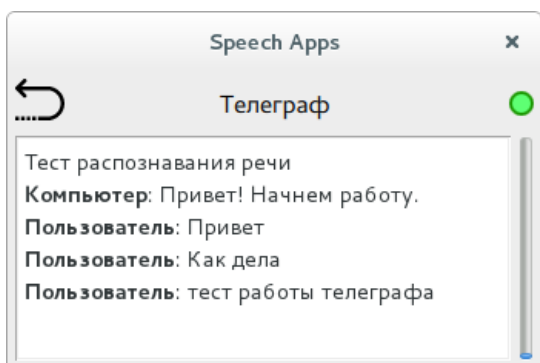 Speech Apps
Телеграф
Тест распознавания речи
Компьютер: Привет! Начнем работу.
Пользователь: Привет
Пользователь: Как дела
Пользователь: тест работы телеграфа